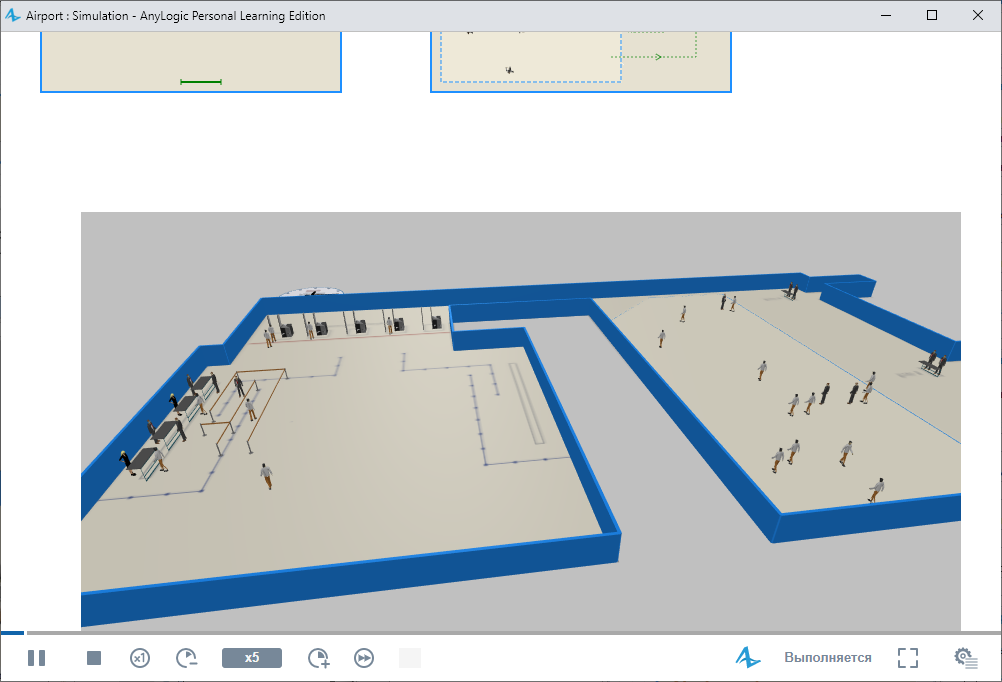 Airport : Simulation - AnyLogic Personal Learning Edition
x1
x5
Выполняется